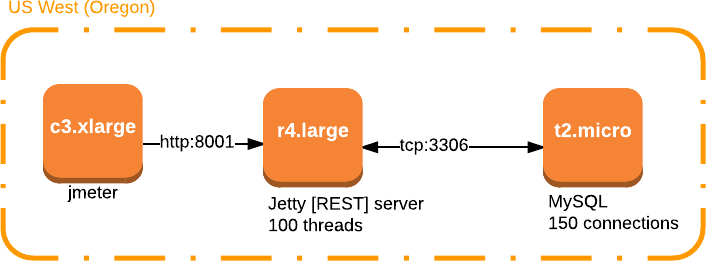 US West (Oregon)
c3.xlarge
http:8001
r4.large
tcp:3306
t2.micro
jmeter
Jetty [REST] server
100 threads
MySQL
150 connections